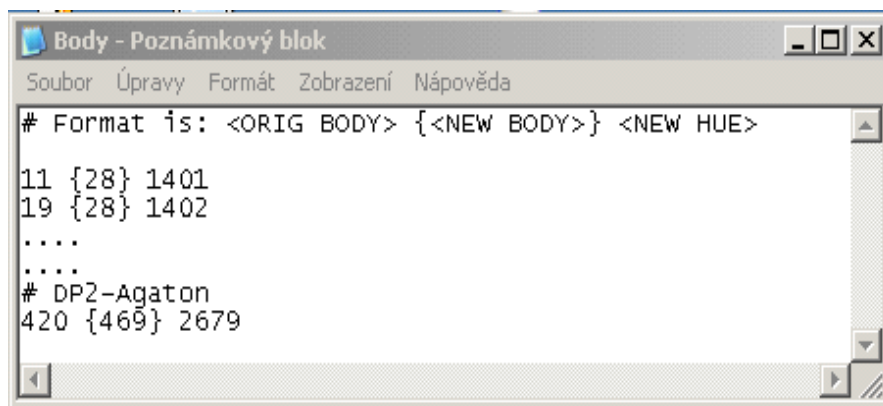 Body - Poznámkový blok
Soubor Úpravy Formát Zobrazení Nápověda
# Format is: <ORIG BODY> {<NEW BODY>} <NEW HUE>
11 {28} 1401
19 {28} 1402
....
....
# DP2-Agaton
420 {469} 2679